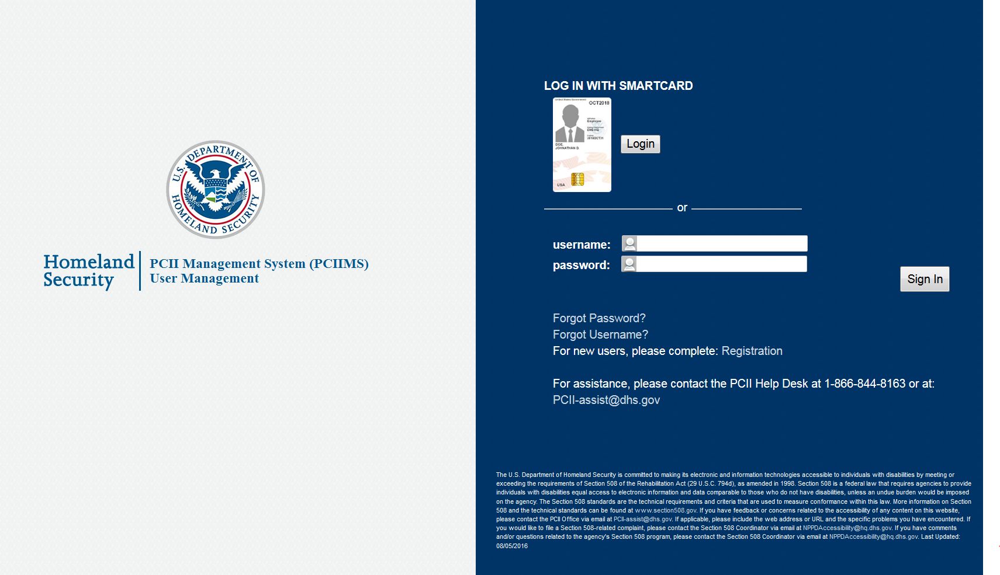 U.S. DEPARTMENT OF HOMELAND SECURITY
Homeland
Security
PCII Management System (PCIIMS)
User Management
LOG IN WITH SMARTCARD
United States Government
OCT2018
Affiliation
Employee
DHS HQ
Expires
2018OCT31
DOE,
JOHNATHAN D.
USA
Login
or
username:
password:
Sign In
Forgot Password?
Forgot Username?
For new users, please complete: Registration
For assistance, please contact the PCII Help Desk at 1-866-844-8163 or at:
PCII-assist@dhs.gov
The U.S. Department of Homeland Security is committed to making its electronic and information technologies accessible to individuals with disabilities by meeting or
exceeding the requirements of Section 508 of the Rehabilitation Act (29 U.S.C. 794d), as amended in 1998. Section 508 is a federal law that requires agencies to provide
individuals with disabilities equal access to electronic information and data comparable to those who do not have disabilities, unless an undue burden would be imposed
on the agency. The Section 508 standards are the technical requirements and criteria that are used to measure conformance within this law. More information on Section
508 and the technical standards can be found at www.section508.gov. If you have feedback or concerns related to the accessibility of any content on this website,
please contact the PCII Office via email at PCII-assist@dhs.gov. If applicable, please include the web address or URL and the specific problems you have encountered. If
you would like to file a Section 508-related complaint, please contact the Section 508 Coordinator via email at NPPDAccessibility@hq.dhs.gov. If you have comments
and/or questions related to the agency's Section 508 program, please contact the Section 508 Coordinator via email at NPPDAccessibility@hq.dhs.gov. Last Updated:
08/05/2016